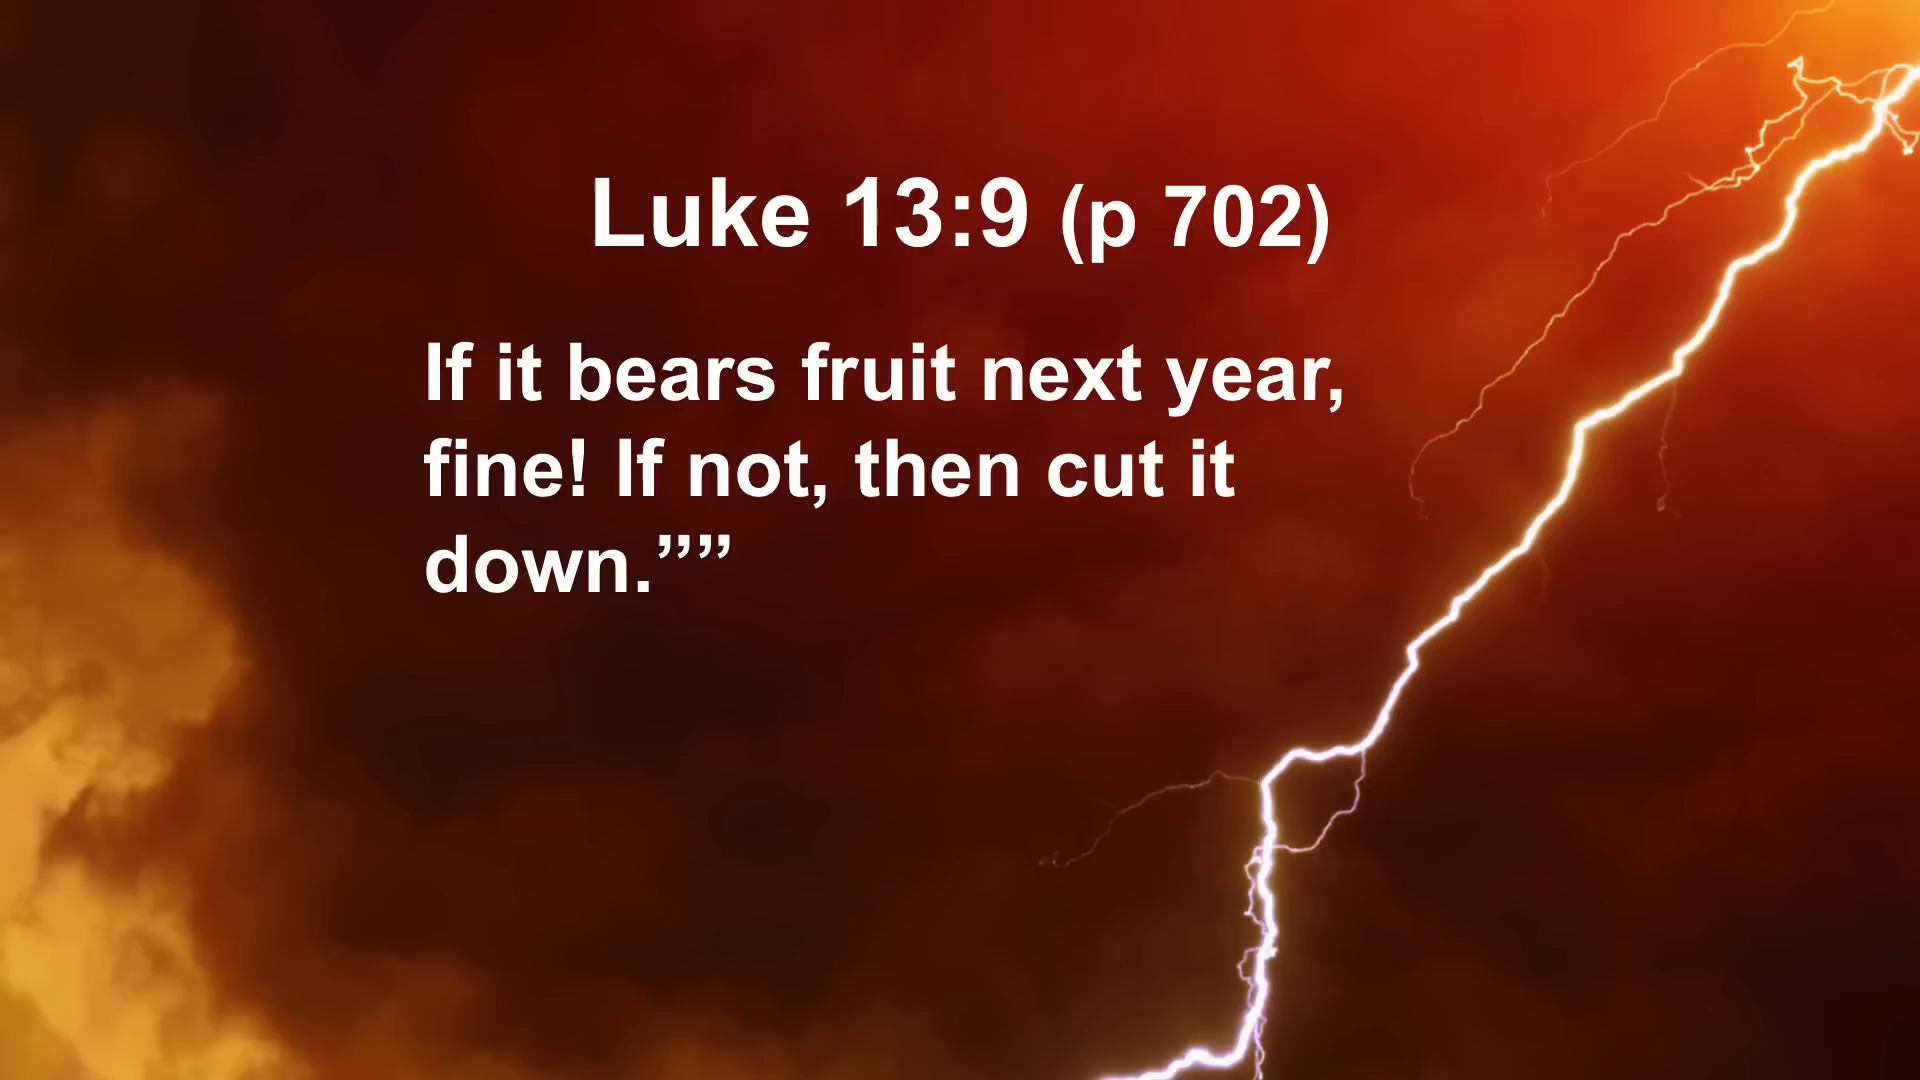 Luke 13:9 (p 702)
If it bears fruit next year,
fine! If not, then cut it
down.””